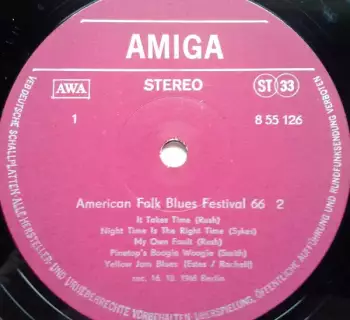 AMIGA
AWA
STEREO
ST 33
1
8 55 126
American Folk Blues Festival 66 2
It Takes Time (Rush)
Night Time Is The Right Time (Sykes)
My Own Fault (Rush)
Pinetop's Boogie Woogie (Smith)
Yellow Jam Blues (Estes / Rachell)
rec. 16. 10. 1966 Berlin
VEB DEUTSCHE SCHALLPLATTEN ALLE HERSTELLER- UND URHEBERRECHTE VORBEHALTEN · ÜBERSPIELUNG, ÖFFENTLICHE AUFFÜHRUNG UND RUNDFUNKSENDUNG VERBOTEN